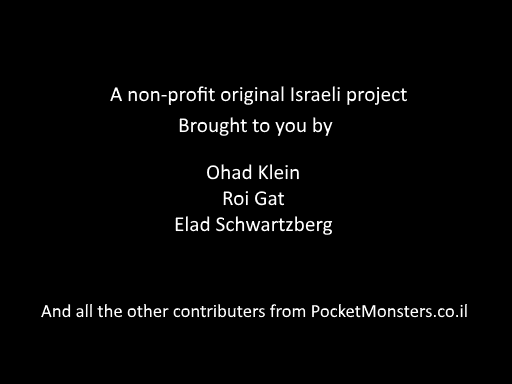 A non-profit original Israeli project
Brought to you by
Ohad Klein
Roi Gat
Elad Schwartzberg
And all the other contributers from PocketMonsters.co.il